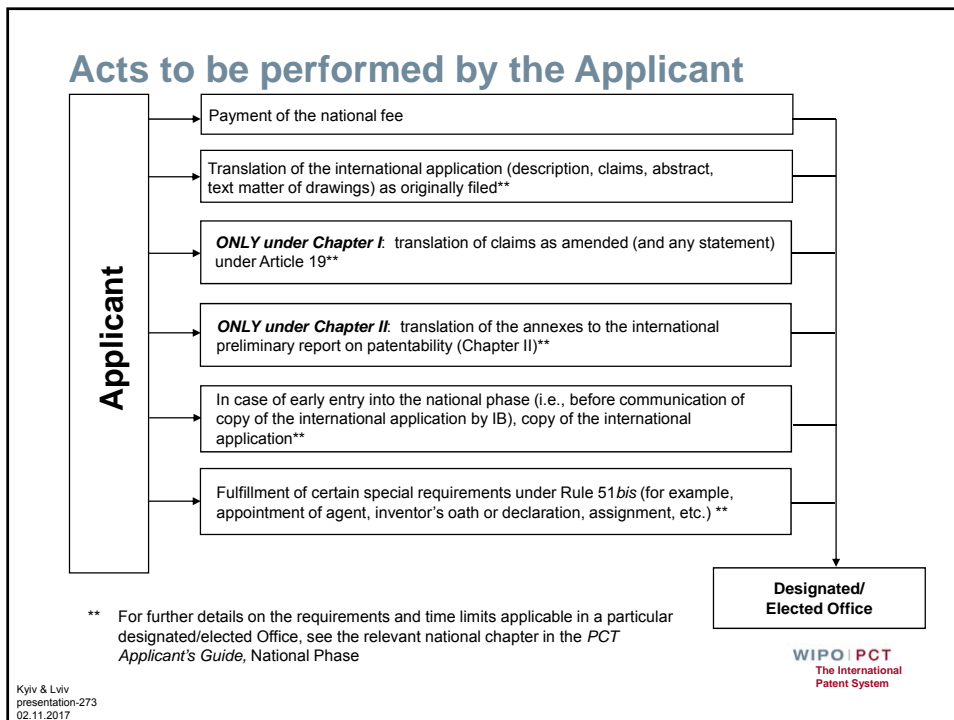 Acts to be performed by the Applicant
Applicant
Payment of the national fee
Translation of the international application (description, claims, abstract,
text matter of drawings) as originally filed**
ONLY under Chapter I:  translation of claims as amended (and any statement)
under Article 19**
ONLY under Chapter II:  translation of the annexes to the international
preliminary report on patentability (Chapter II)**
In case of early entry into the national phase (i.e., before communication of
copy of the international application by IB), copy of the international
application**
Fulfillment of certain special requirements under Rule 51bis (for example,
appointment of agent, inventor's oath or declaration, assignment, etc.) **
Designated/
Elected Office
** For further details on the requirements and time limits applicable in a particular
designated/elected Office, see the relevant national chapter in the PCT
Applicant's Guide, National Phase
WIPO|PCT
The International
Patent System
Kyiv & Lviv
presentation-273
02.11.2017